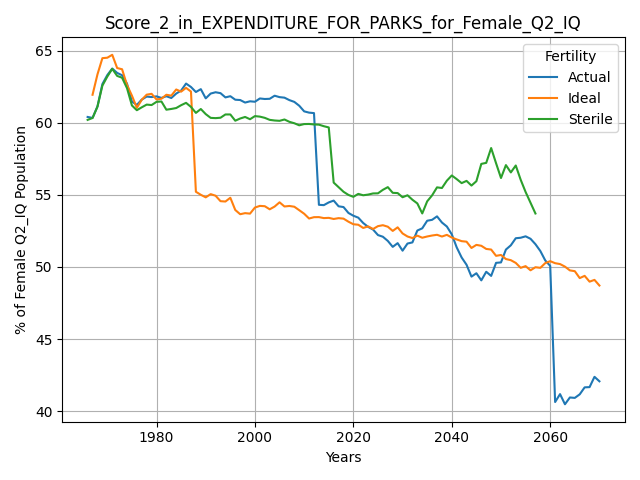 Score_2_in_EXPENDITURE_FOR_PARKS_for_Female_Q2_IQ
% of Female Q2_IQ Population
65
60
55
50
45
40
1980
2000
2020
2040
2060
Years
Fertility
Actual
Ideal
Sterile